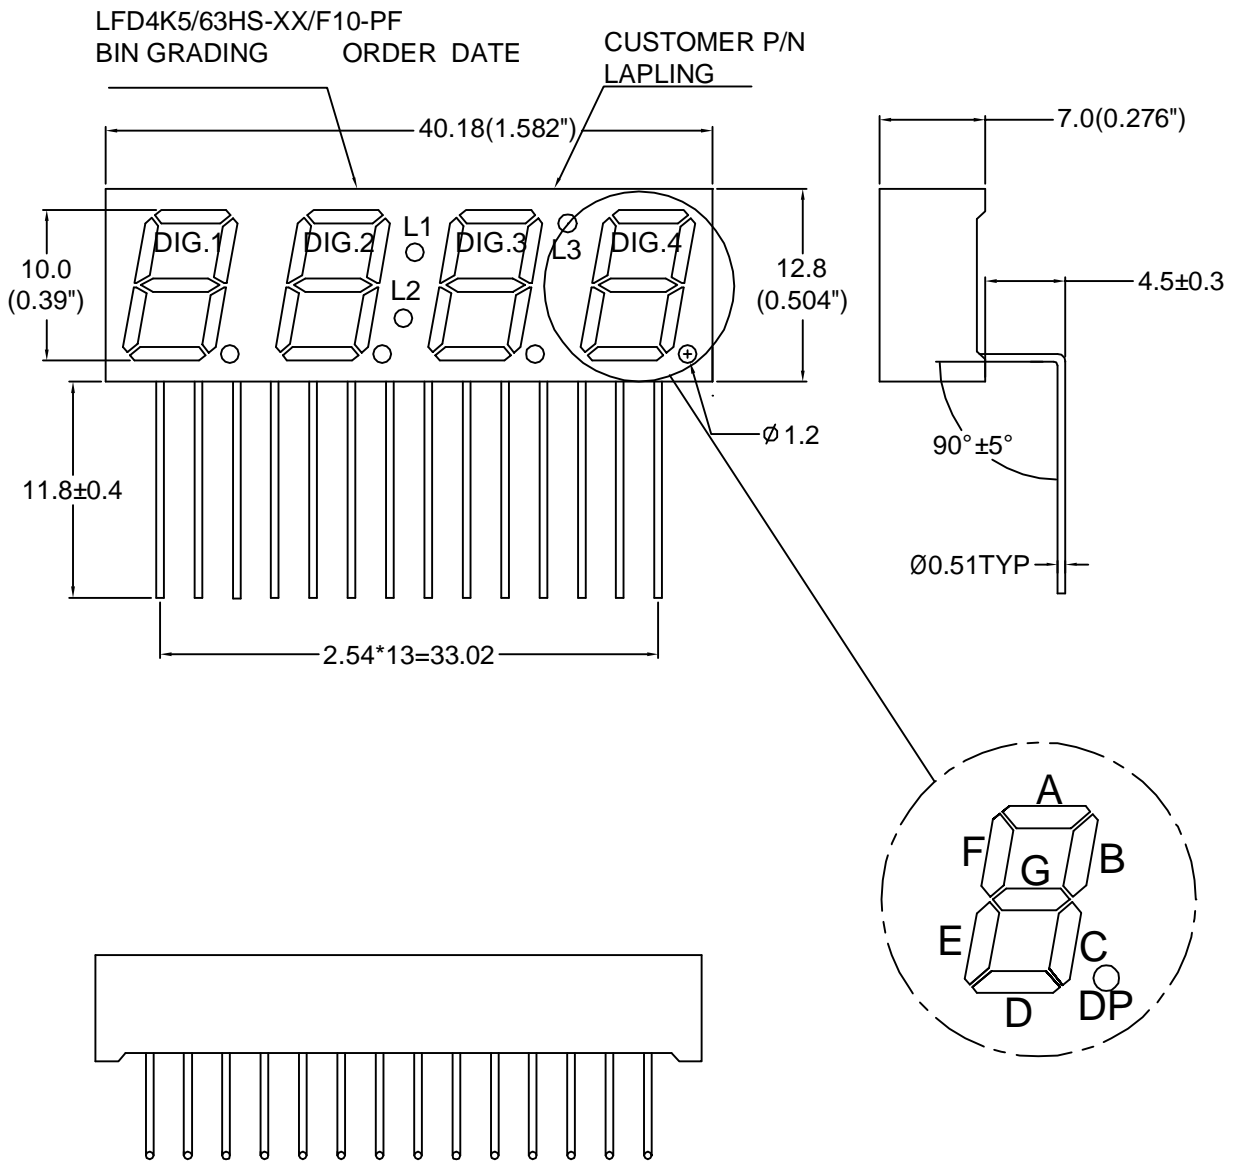 LFD4K5/63HS-XX/F10-PF
BIN GRADING ORDER DATE
CUSTOMER P/N
LAPLING
40.18(1.582")
7.0(0.276")
DIG.1
DIG.2
L1
DIG.3
L3
DIG.4
10.0
(0.39")
L2
12.8
(0.504")
4.5±0.3
Ø1.2
90°±5°
11.8±0.4
Ø0.51TYP
2.54*13=33.02
A
F
B
G
E
C
D
DP